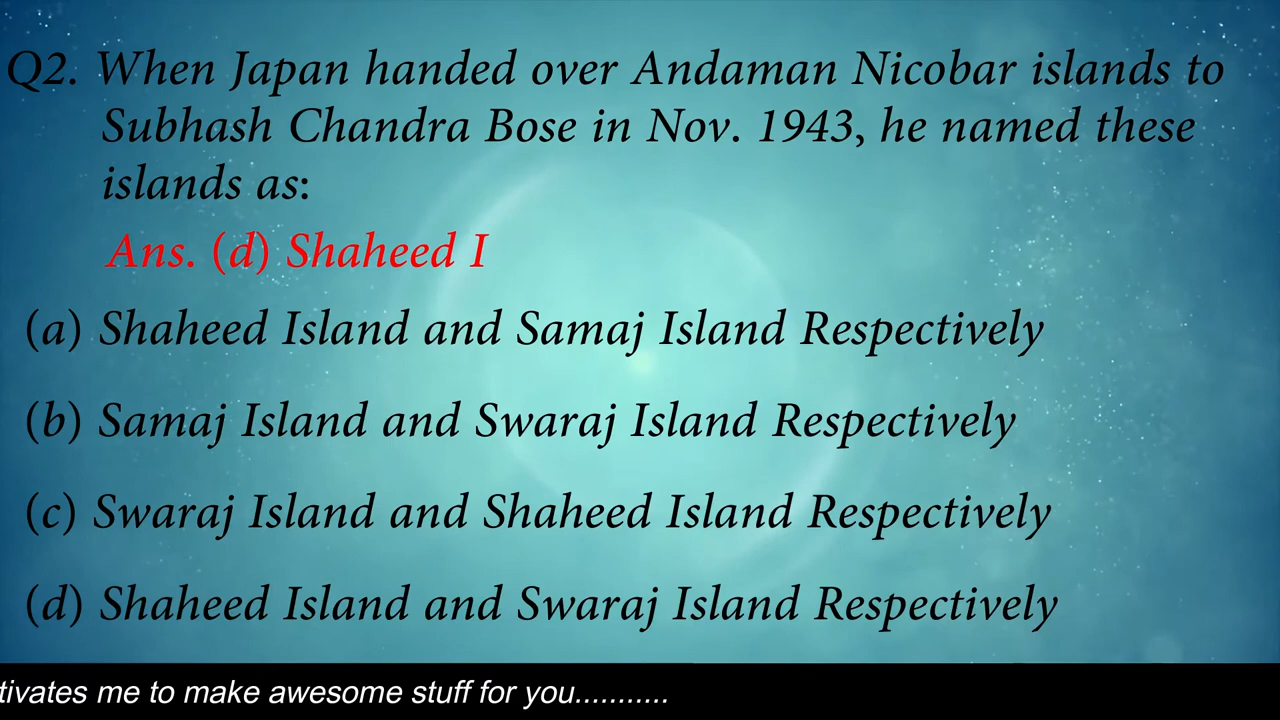 Q2. When Japan handed over Andaman Nicobar islands to
Subhash Chandra Bose in Nov. 1943, he named these
islands as:
Ans. (d) Shaheed I
(a) Shaheed Island and Samaj Island Respectively
(b) Samaj Island and Swaraj Island Respectively
(c) Swaraj Island and Shaheed Island Respectively
(d) Shaheed Island and Swaraj Island Respectively
tivates me to make awesome stuff for you...........